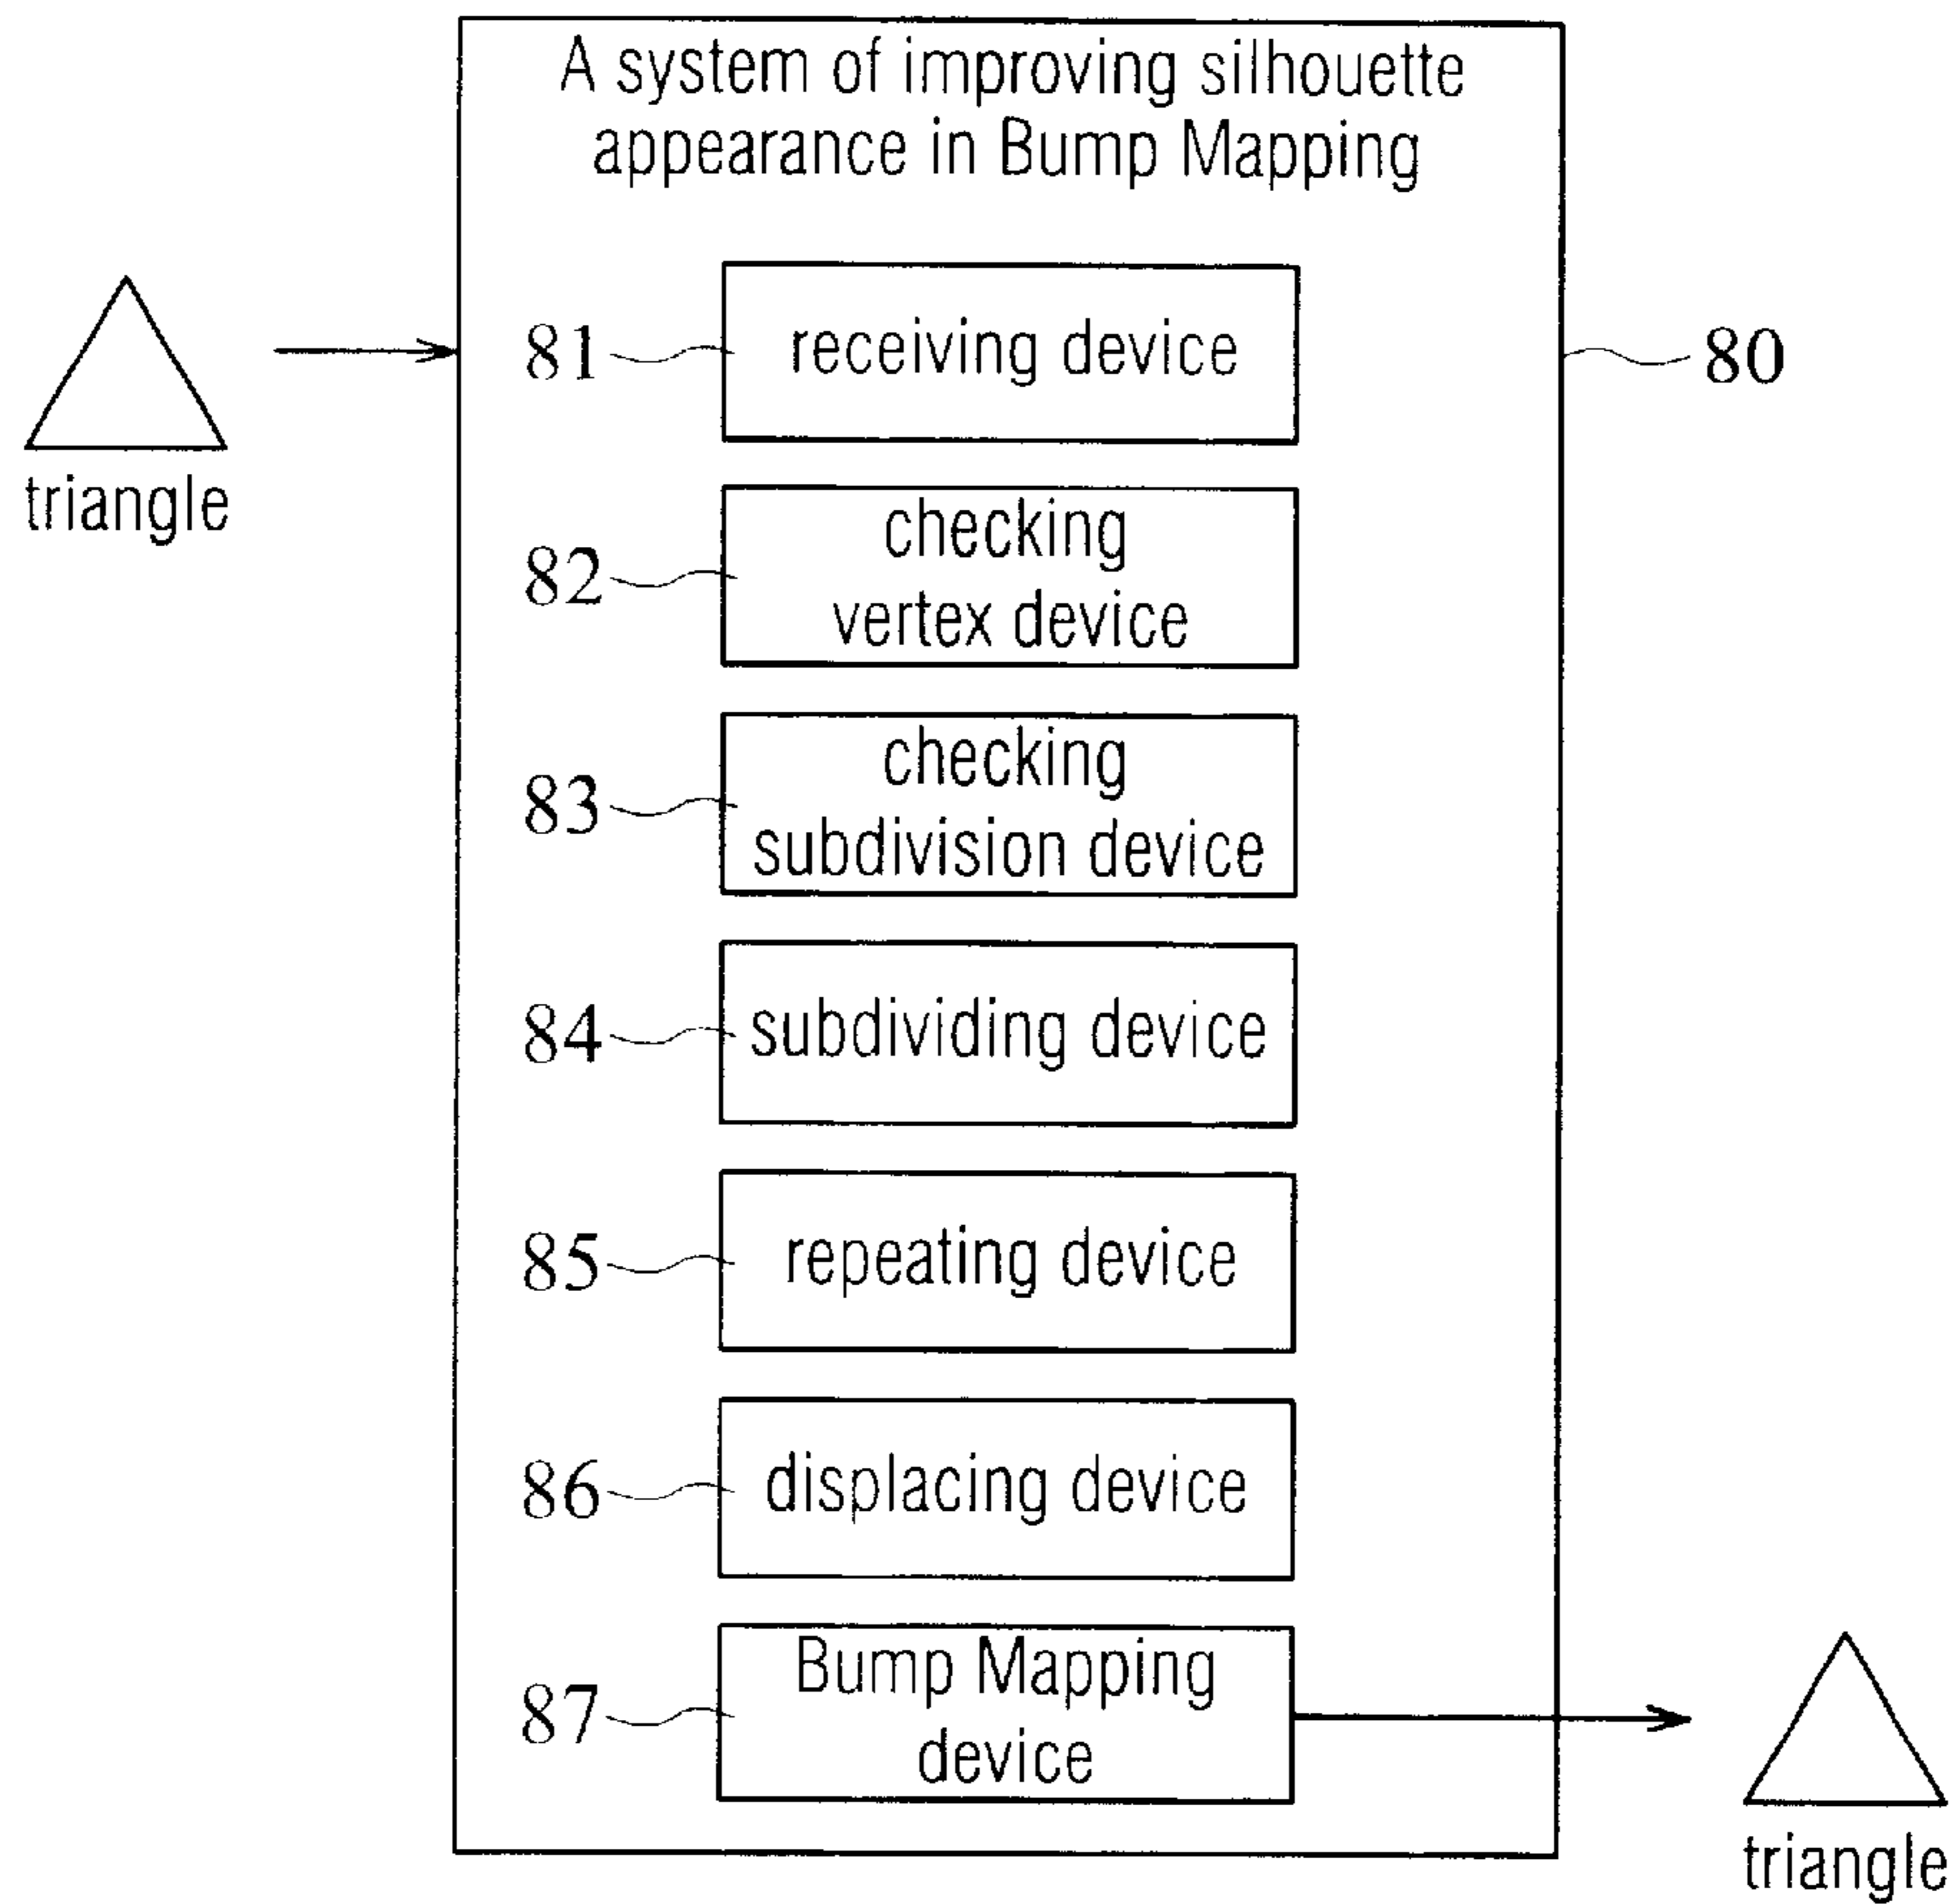 A system of improving silhouette
appearance in Bump Mapping
triangle
81
receiving device
80
82
checking
vertex device
83
checking
subdivision device
84
subdividing device
85
repeating device
86
displacing device
87
Bump Mapping
device
triangle